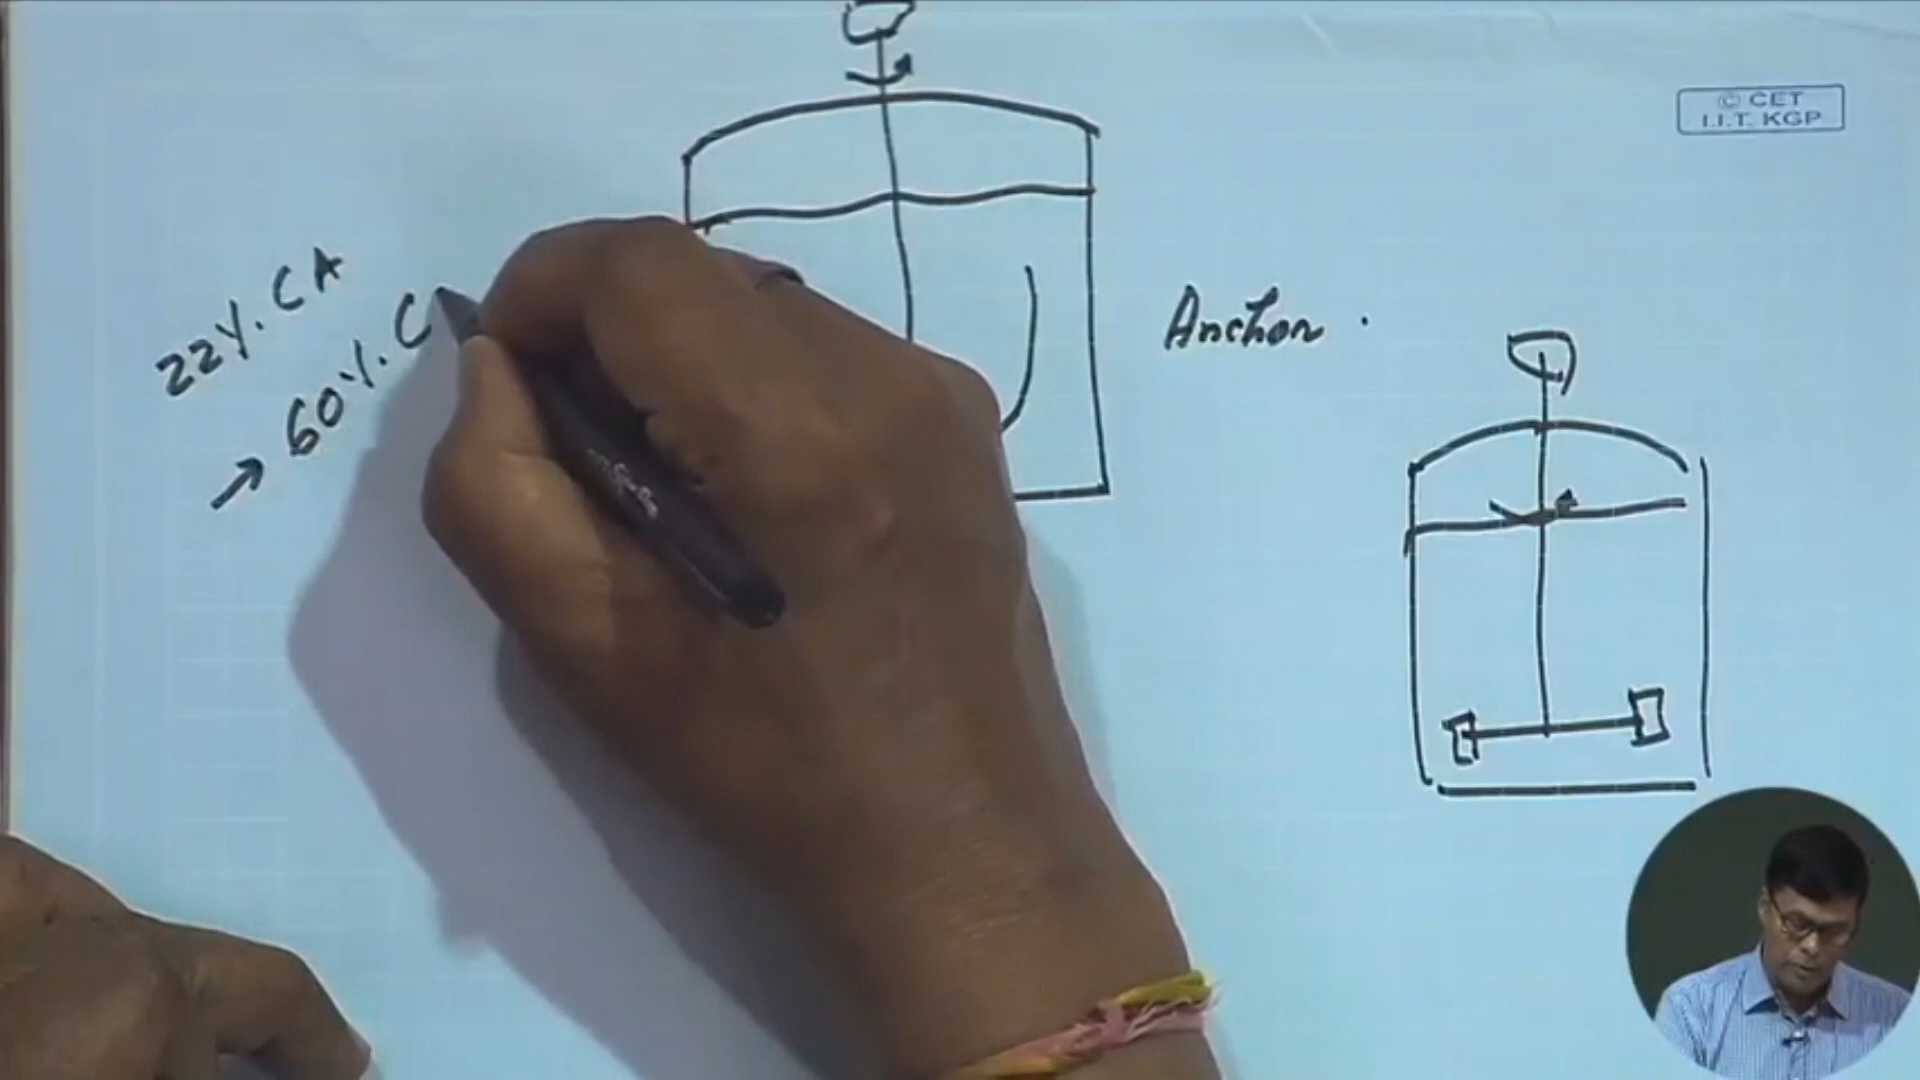 © CET
I.I.T. KGP
22%. CA
→ 60%. C
Anchor.